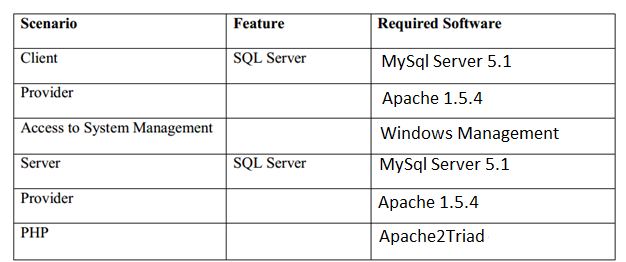 Scenario Feature Required Software
Client SQL Server MySql Server 5.1
Provider Apache 1.5.4
Access to System Management Windows Management
Server SQL Server MySql Server 5.1
Provider Apache 1.5.4
PHP Apache2Triad